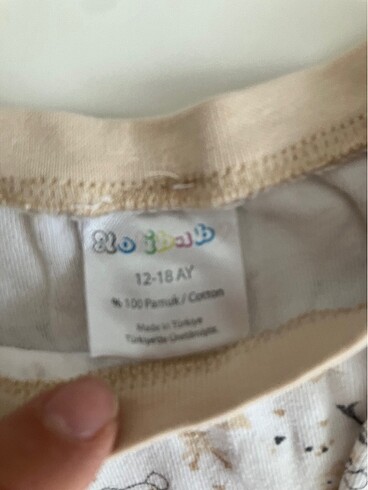 12-18 AY
% 100 Pamuk / Cotton
Made in Türkiye
Türkiye'de Üretilmiştir.